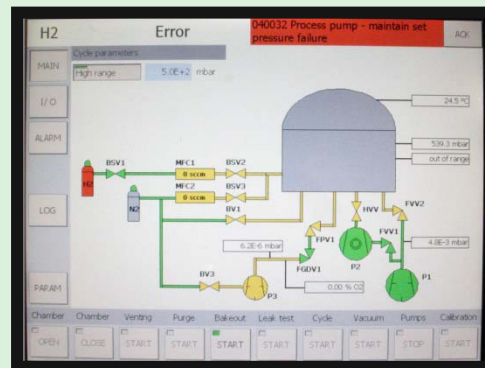 H2
Error
040032 Process pump - maintain set
pressure failure
ACK
Cycle parameters
MAIN
High range
5.0E+2 mbar
I / O
24.5 ºC
ALARM
539.3 mbar
out of range
BSV1
MFC1
BSV2
0 sccm
H2
MFC2
BSV3
0 sccm
N2
BV1
LOG
HVV
FVV2
FPV1
FVV1
6.2E-6 mbar
4.8E-3 mbar
P2
FGDV1
BV3
P1
0.00 % O2
PARAM
P3
Chamber Chamber Venting Purge Bakeout Leak test Cycle Vacuum Pumps Calibration
OPEN CLOSE START START START START START START STOP START